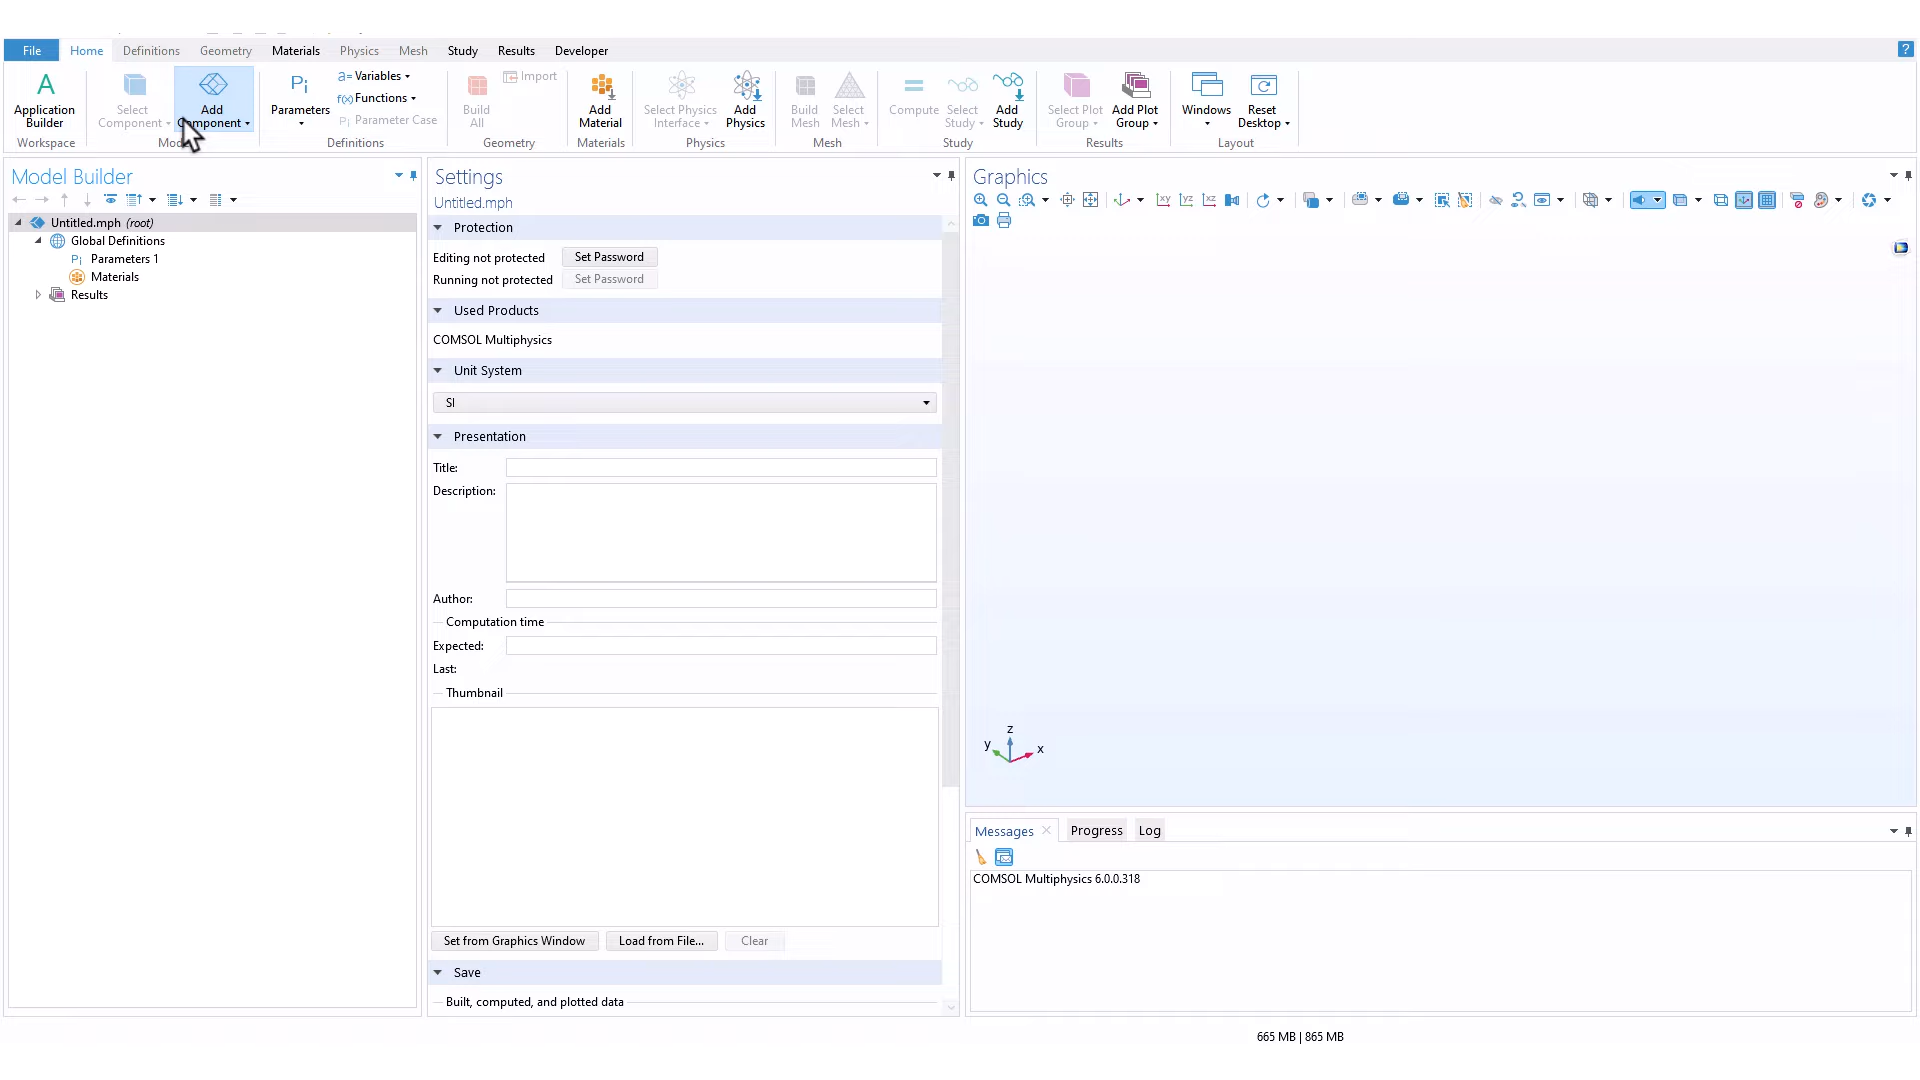 File Home Definitions Geometry Materials Physics Mesh Study Results Developer ?
A Application Builder
Select Component
Add Component
Pi Parameters
a= Variables
f(x) Functions
Pi Parameter Case
Build All
Import
Add Material
Select Physics Interface
Add Physics
Build Mesh
Select Mesh
Compute
Select Study
Add Study
Select Plot Group
Add Plot Group
Windows
Reset Desktop
Workspace Definitions Geometry Materials Physics Mesh Study Results Layout
Model Builder
Untitled.mph (root)
Global Definitions
Pi Parameters 1
Materials
Results
Settings
Untitled.mph
Protection
Editing not protected Set Password
Running not protected Set Password
Used Products
COMSOL Multiphysics
Unit System
SI
Presentation
Title:
Description:
Author:
Computation time
Expected:
Last:
Thumbnail
Set from Graphics Window Load from File... Clear
Save
Built, computed, and plotted data
Graphics
xy yz xz
z
y x
Messages Progress Log
COMSOL Multiphysics 6.0.0.318
665 MB | 865 MB